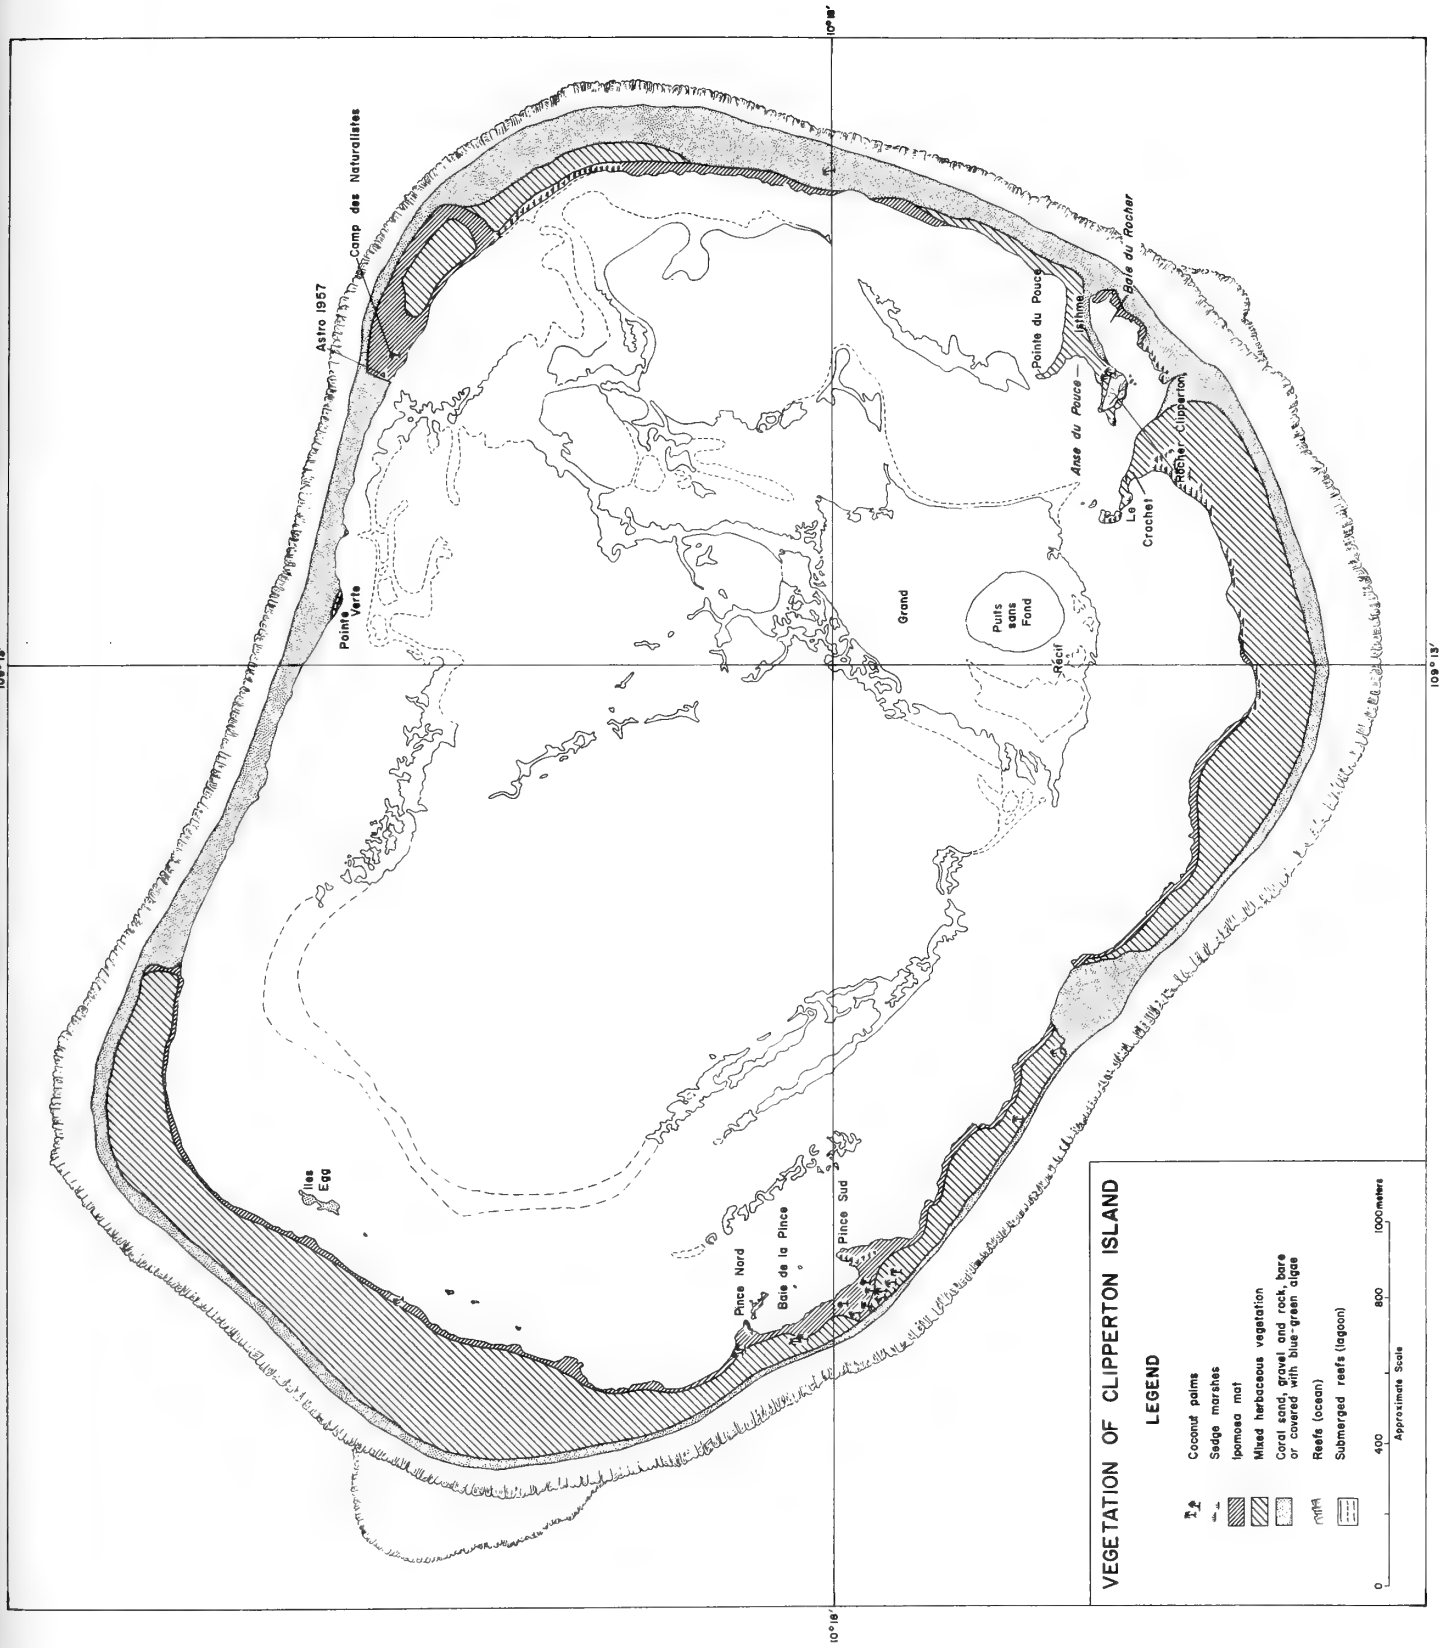 10°18'
Camp des Naturalistes
Astro 1957
Pointe
Verte
Pointe du Pouce
Isthme
Baie du Rocher
Anse du Pouce
Rocher Clipperton
Le
Crochet
Grand
Puits
sans
Fond
Récif
109°13'
Iles
Egg
Pince Nord
Baie de la Pince
Pince Sud
10°18'
VEGETATION OF CLIPPERTON ISLAND
LEGEND
Coconut palms
Sedge marshes
Ipomoea mat
Mixed herbaceous vegetation
Coral sand, gravel and rock, bare
or covered with blue-green algae
Reefs (ocean)
Submerged reefs (lagoon)
0 400 800 1000 meters
Approximate Scale